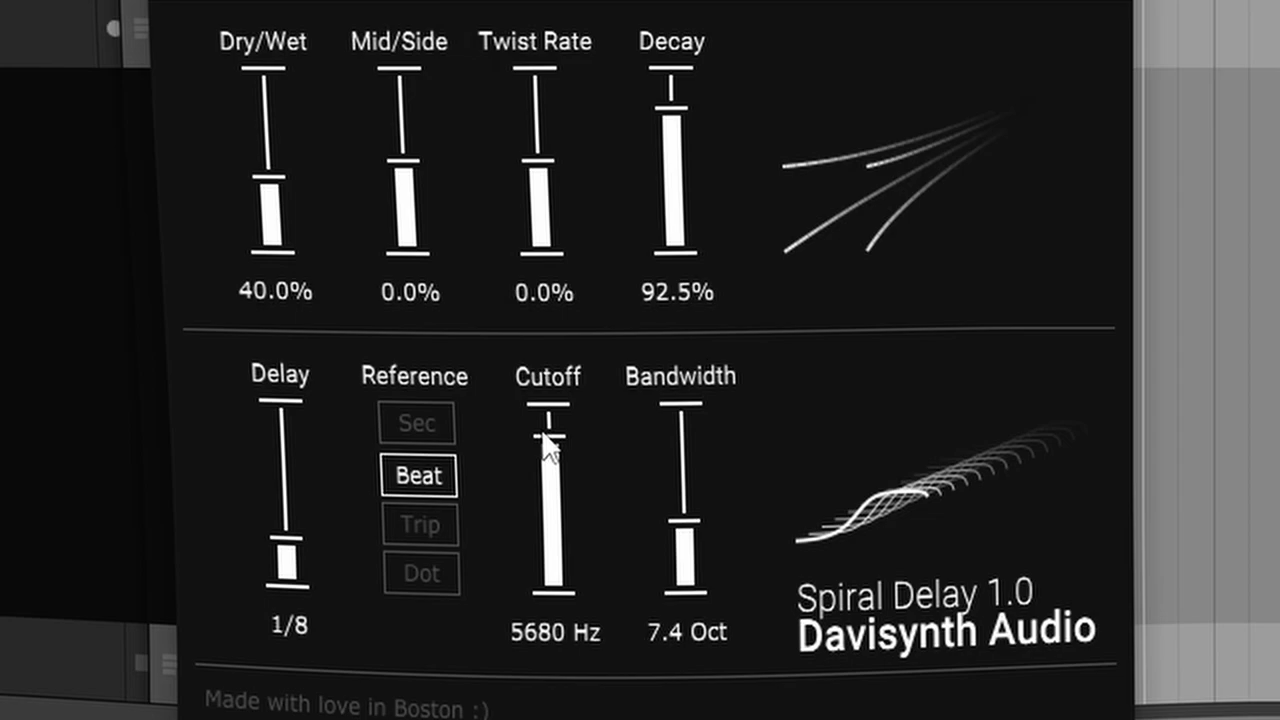 Dry/Wet Mid/Side Twist Rate Decay
40.0% 0.0% 0.0% 92.5%
Delay Reference Cutoff Bandwidth
Sec
Beat
Trip
Dot
1/8 5680 Hz 7.4 Oct
Spiral Delay 1.0
Davisynth Audio
Made with love in Boston :)